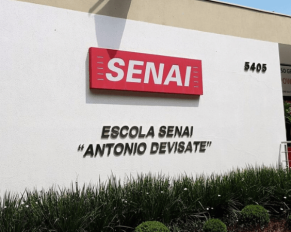 SENAI
5405
ESCOLA SENAI
"ANTONIO DEVISATE"